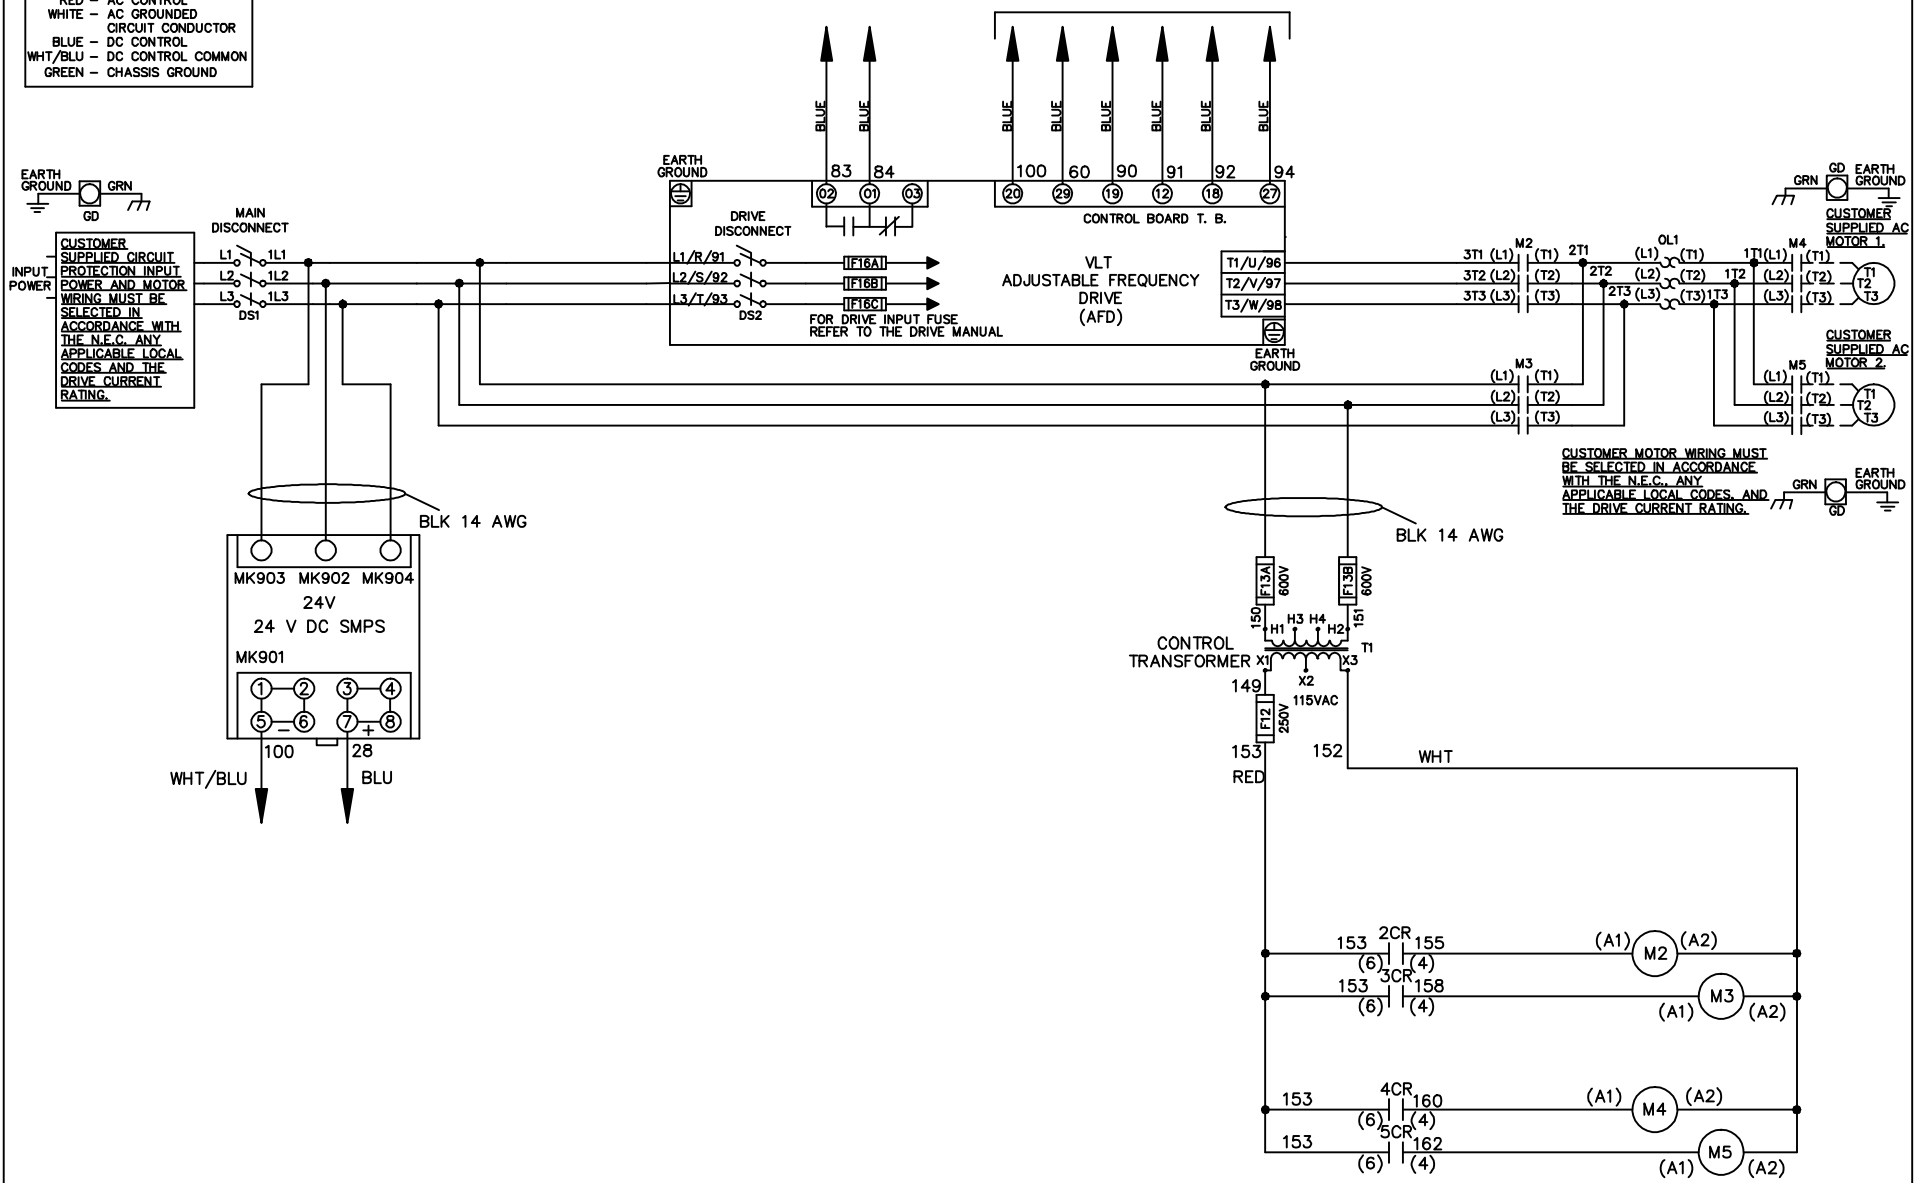 RED – AC CONTROL
WHITE – AC GROUNDED
CIRCUIT CONDUCTOR
BLUE – DC CONTROL
WHT/BLU – DC CONTROL COMMON
GREEN – CHASSIS GROUND
BLUE
BLUE
BLUE
BLUE
BLUE
BLUE
BLUE
BLUE
EARTH
GROUND
GRN
GD
MAIN
DISCONNECT
INPUT
POWER
CUSTOMER
SUPPLIED CIRCUIT
PROTECTION INPUT
POWER AND MOTOR
WIRING MUST BE
SELECTED IN
ACCORDANCE WITH
THE N.E.C. ANY
APPLICABLE LOCAL
CODES AND THE
DRIVE CURRENT
RATING.
L1 1L1
L2 1L2
L3 1L3
DS1
EARTH
GROUND
83 84
02 01 03
100 60 90 91 92 94
20 29 19 12 18 27
CONTROL BOARD T. B.
DRIVE
DISCONNECT
L1/R/91
L2/S/92
L3/T/93
DS2
F16A
F16B
F16C
FOR DRIVE INPUT FUSE
REFER TO THE DRIVE MANUAL
VLT
ADJUSTABLE FREQUENCY
DRIVE
(AFD)
T1/U/96
T2/V/97
T3/W/98
EARTH
GROUND
M2
3T1 (L1) (T1) 2T1
3T2 (L2) (T2) 2T2
3T3 (L3) (T3) 2T3
OL1
(L1) (T1) 1T1
(L2) (T2) 1T2
(L3) (T3) 1T3
M4
(L1) (T1)
(L2) (T2)
(L3) (T3)
T1
T2
T3
GRN
GD
EARTH
GROUND
CUSTOMER
SUPPLIED AC
MOTOR 1.
M3
(L1) (T1)
(L2) (T2)
(L3) (T3)
CUSTOMER
SUPPLIED AC
MOTOR 2.
M5
(L1) (T1)
(L2) (T2)
(L3) (T3)
T1
T2
T3
CUSTOMER MOTOR WIRING MUST
BE SELECTED IN ACCORDANCE
WITH THE N.E.C., ANY
APPLICABLE LOCAL CODES, AND
THE DRIVE CURRENT RATING.
GRN
GD
EARTH
GROUND
BLK 14 AWG
MK903 MK902 MK904
24V
24 V DC SMPS
MK901
1 2 3 4
5 6 7 8
– +
100 28
WHT/BLU BLU
BLK 14 AWG
F13A
600V
F13B
600V
150
151
H1 H3 H4 H2
CONTROL
TRANSFORMER
T1
X1 X3
X2
149
115VAC
F12
250V
153 152
RED
WHT
2CR
153 155
(6) (4)
(A1) M2 (A2)
3CR
153 158
(6) (4)
(A1) M3 (A2)
4CR
153 160
(6) (4)
(A1) M4 (A2)
5CR
153 162
(6) (4)
(A1) M5 (A2)